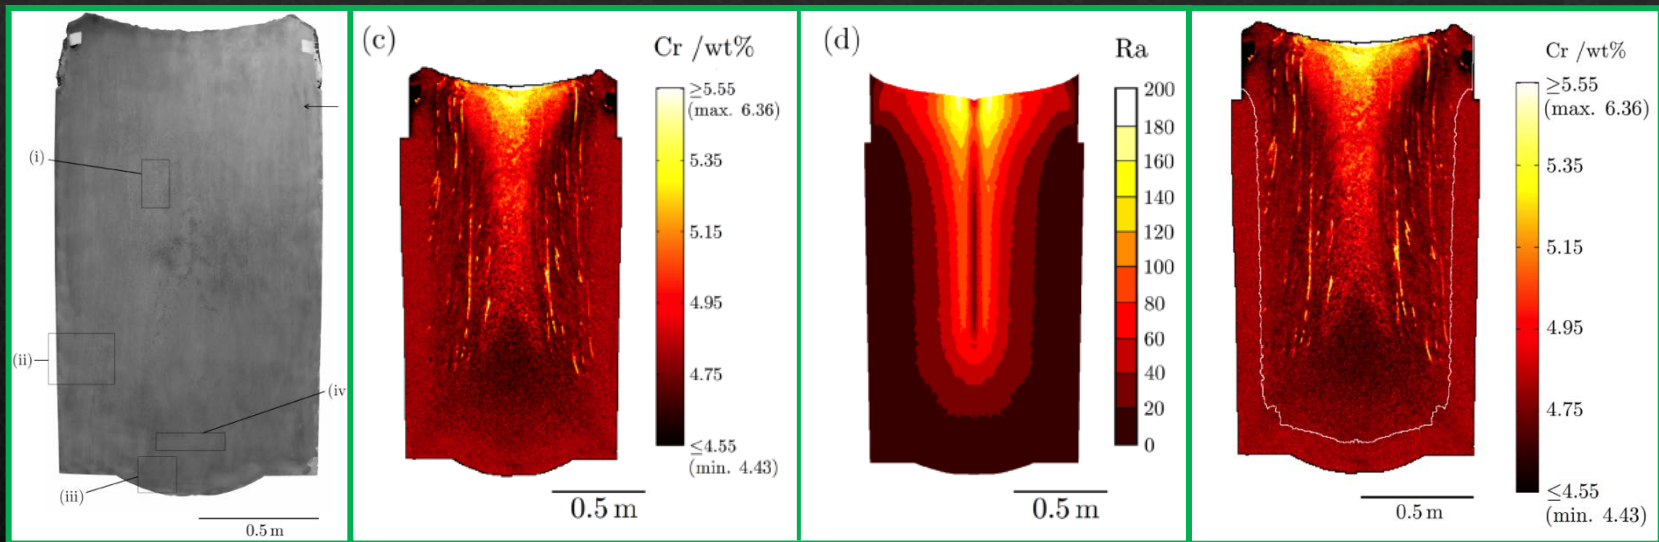 (i)
(ii)
(iii)
(iv
0.5 m
(c)
Cr /wt%
≥5.55
(max. 6.36)
5.35
5.15
4.95
4.75
≤4.55
(min. 4.43)
0.5 m
(d)
Ra
200
180
160
140
120
100
80
60
40
20
0
0.5 m
Cr /wt%
≥5.55
(max. 6.36)
5.35
5.15
4.95
4.75
≤4.55
(min. 4.43)
0.5 m